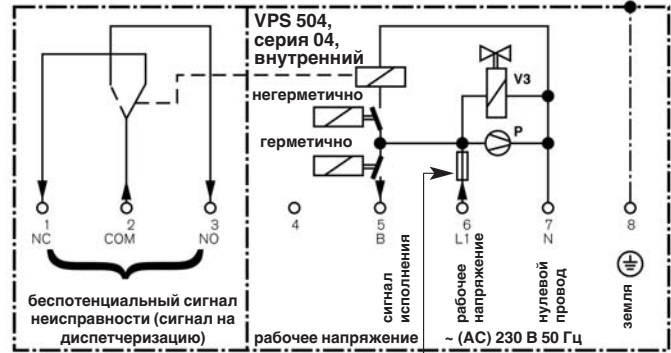 VPS 504,
серия 04,
внутренний
V3
негерметично
P
герметично
1
NC
2
COM
3
NO
4
5
B
6
L1
7
N
8
сигнал
исполнения
рабочее
напряжение
нулевой
провод
земля
беспотенциальный сигнал
неисправности (сигнал на
диспетчеризацию)
рабочее напряжение ~ (AC) 230 В 50 Гц